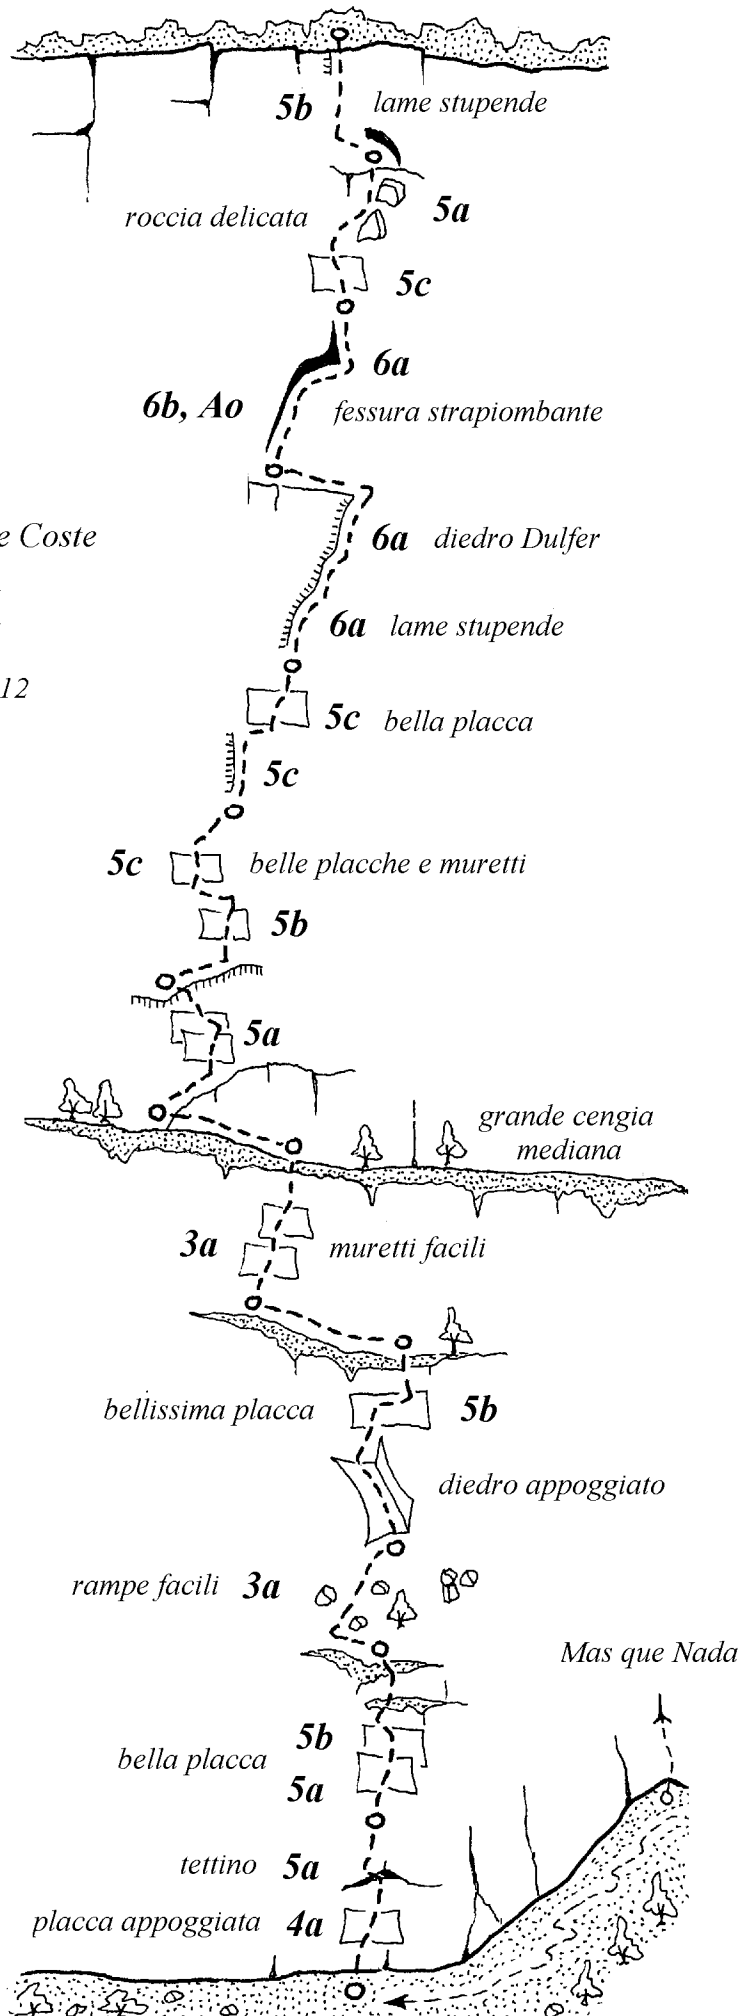 5b lame stupende
roccia delicata 5a
5c
6a
6b, Ao
fessura strapiombante
e Coste
6a diedro Dulfer
6a lame stupende
12
5c bella placca
5c
5c belle placche e muretti
5b
5a
grande cengia
mediana
3a muretti facili
bellissima placca 5b
diedro appoggiato
rampe facili 3a
Mas que Nada
5b
bella placca
5a
tettino 5a
placca appoggiata 4a